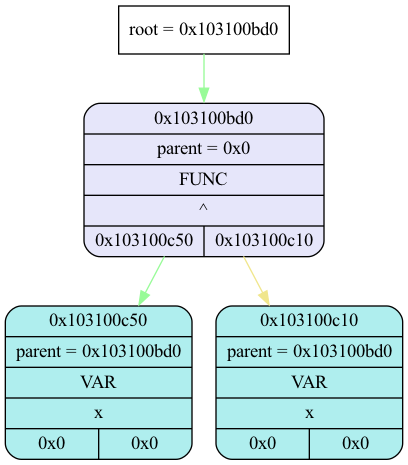 root = 0x103100bd0
0x103100bd0
parent = 0x0
FUNC
^
0x103100c50 0x103100c10
0x103100c50
parent = 0x103100bd0
VAR
x
0x0 0x0
0x103100c10
parent = 0x103100bd0
VAR
x
0x0 0x0